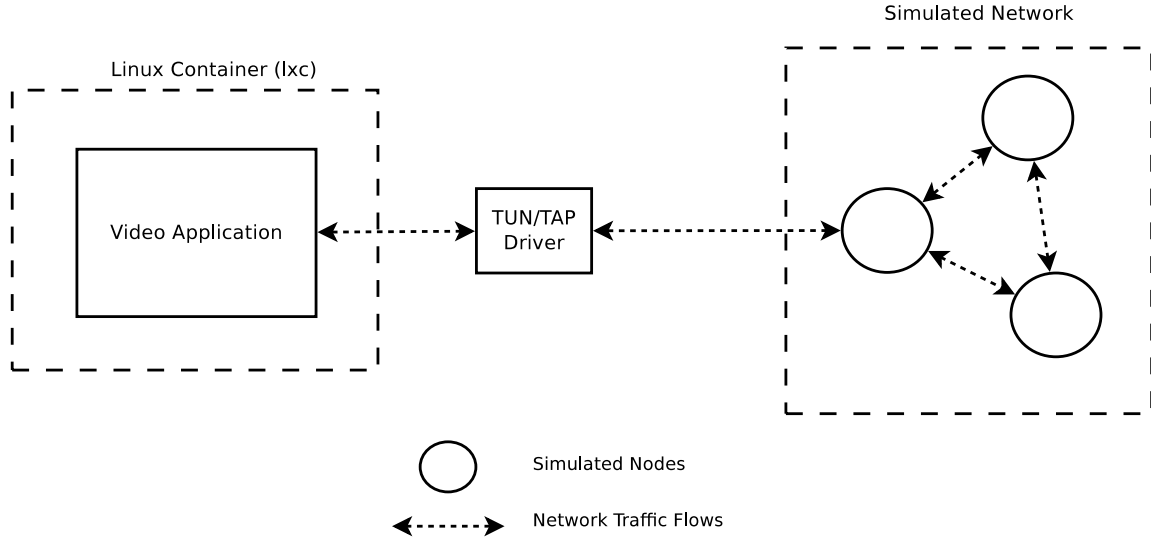 Simulated Network
Linux Container (lxc)
Video Application
TUN/TAP
Driver
Simulated Nodes
Network Traffic Flows